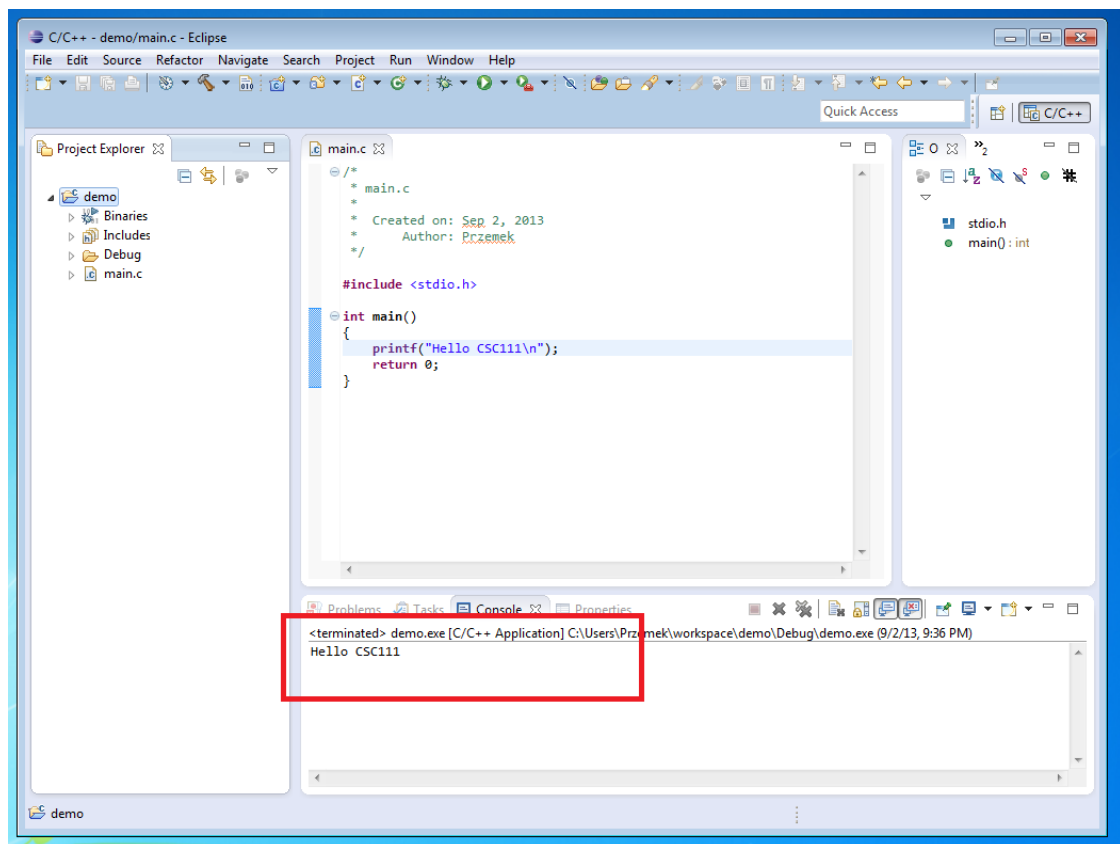 C/C++ - demo/main.c - Eclipse
File Edit Source Refactor Navigate Search Project Run Window Help
Quick Access
C/C++
Project Explorer
demo
Binaries
Includes
Debug
main.c
main.c
/*
* main.c
*
* Created on: Sep 2, 2013
* Author: Przemek
*/
#include <stdio.h>
int main()
{
printf("Hello CSC111\n");
return 0;
}
O
2
stdio.h
main() : int
Problems Tasks Console Properties
<terminated> demo.exe [C/C++ Application] C:\Users\Przemek\workspace\demo\Debug\demo.exe (9/2/13, 9:36 PM)
Hello CSC111
demo